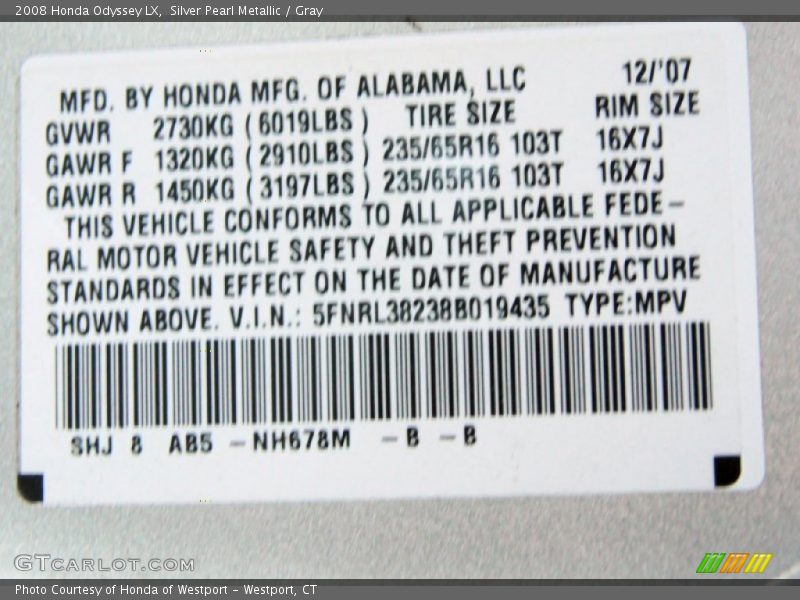 2008 Honda Odyssey LX,  Silver Pearl Metallic / Gray
MFD. BY HONDA MFG. OF ALABAMA, LLC 12/'07
GVWR 2730KG ( 6019LBS ) TIRE SIZE RIM SIZE
GAWR F 1320KG ( 2910LBS ) 235/65R16 103T 16X7J
GAWR R 1450KG ( 3197LBS ) 235/65R16 103T 16X7J
THIS VEHICLE CONFORMS TO ALL APPLICABLE FEDE-
RAL MOTOR VEHICLE SAFETY AND THEFT PREVENTION
STANDARDS IN EFFECT ON THE DATE OF MANUFACTURE
SHOWN ABOVE. V.I.N.: 5FNRL38238B019435 TYPE:MPV
SHJ 8 AB5 -NH678M -B -B
GTCARLOT.COM
Photo Courtesy of Honda of Westport - Westport, CT